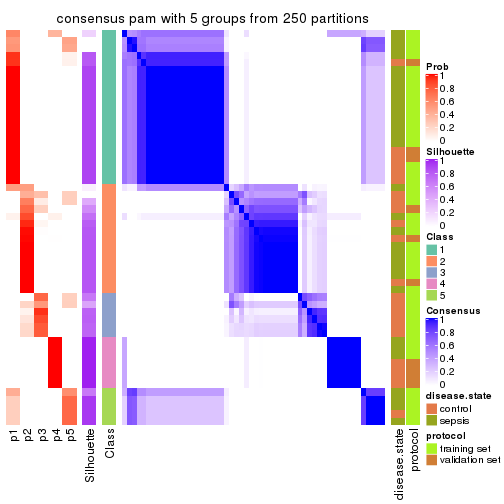 consensus pam with 5 groups from 250 partitions
Prob
1
0.8
0.6
0.4
0.2
0
Silhouette
1
0.8
0.6
0.4
0.2
0
Class
1
2
3
4
5
Consensus
1
0.8
0.6
0.4
0.2
0
disease.state
control
sepsis
protocol
training set
validation set
p1
p2
p3
p4
p5
Silhouette
Class
disease.state
protocol